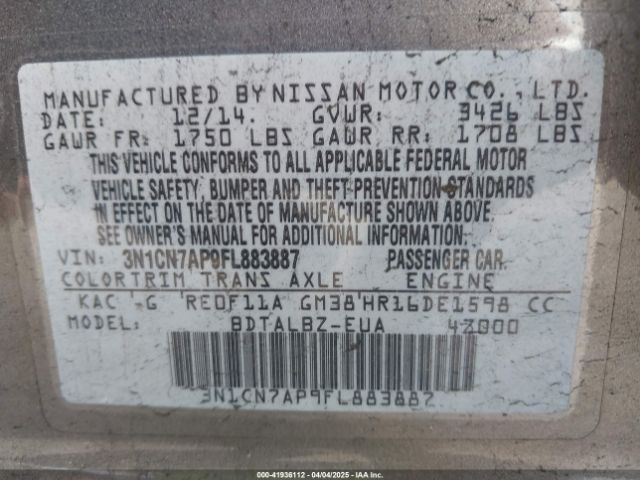 MANUFACTURED BY NISSAN MOTOR CO., LTD.
DATE: 12/14. GVWR: 3426 LBS
GAWR FR: 1750 LBS GAWR RR: 1708 LBS
THIS VEHICLE CONFORMS TO ALL APPLICABLE FEDERAL MOTOR
VEHICLE SAFETY, BUMPER AND THEFT PREVENTION STANDARDS
IN EFFECT ON THE DATE OF MANUFACTURE SHOWN ABOVE.
SEE OWNER'S MANUAL FOR ADDITIONAL INFORMATION.
VIN: 3N1CN7AP9FL883887 PASSENGER CAR
COLOR TRIM TRANS AXLE ENGINE
KAC G RE0F11A GM38 HR16DE1598 CC
MODEL: BDTALBZ-EUA 47000
3N1CN7AP9FL883887
000-41936112 - 04/04/2025 - IAA Inc.